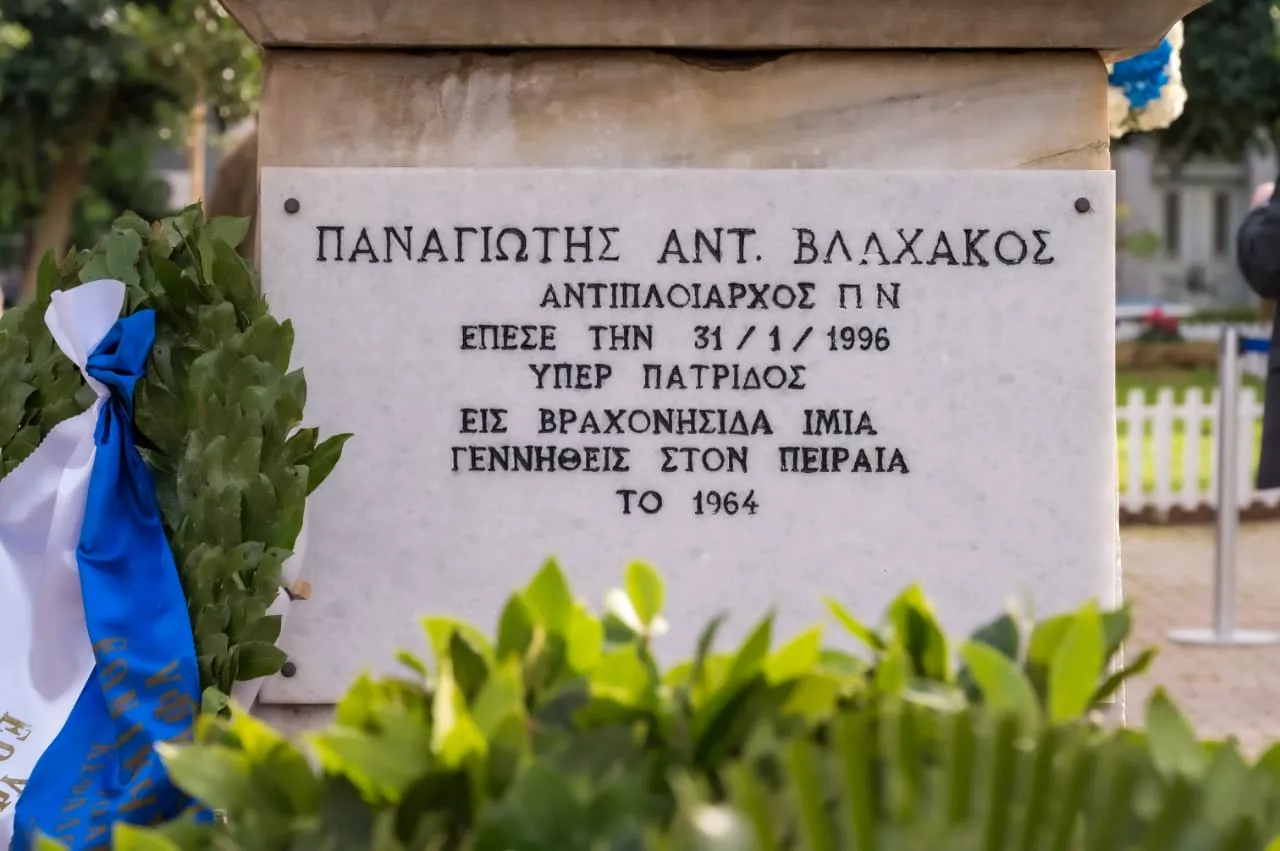 ΠΑΝΑΓΙΩΤΗΣ ΑΝΤ. ΒΛΑΧΑΚΟΣ
ΑΝΤΙΠΛΟΙΑΡΧΟΣ Π Ν
ΕΠΕΣΕ ΤΗΝ 31 / 1 / 1996
ΥΠΕΡ ΠΑΤΡΙΔΟΣ
ΕΙΣ ΒΡΑΧΟΝΗΣΙΔΑ ΙΜΙΑ
ΓΕΝΝΗΘΕΙΣ ΣΤΟΝ ΠΕΙΡΑΙΑ
ΤΟ 1964